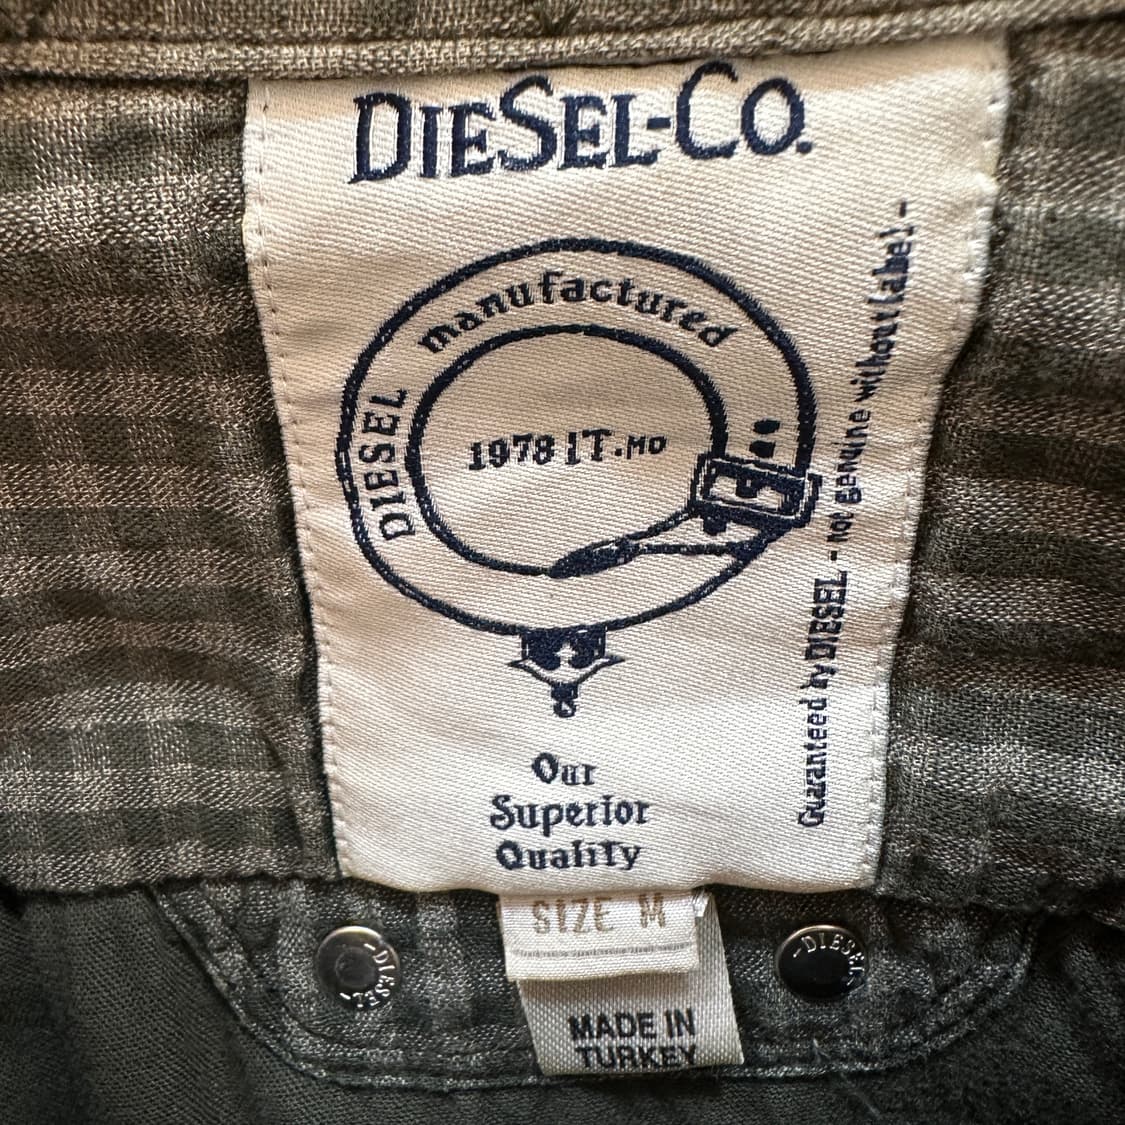 DIESEL-CO.
manufactured
DIESEL
1978 IT.MO
Guaranteed by DIESEL - not genuine without label -
Our
Superior
Quality
SIZE M
MADE IN
TURKEY
-DIESEL-
-DIESEL-